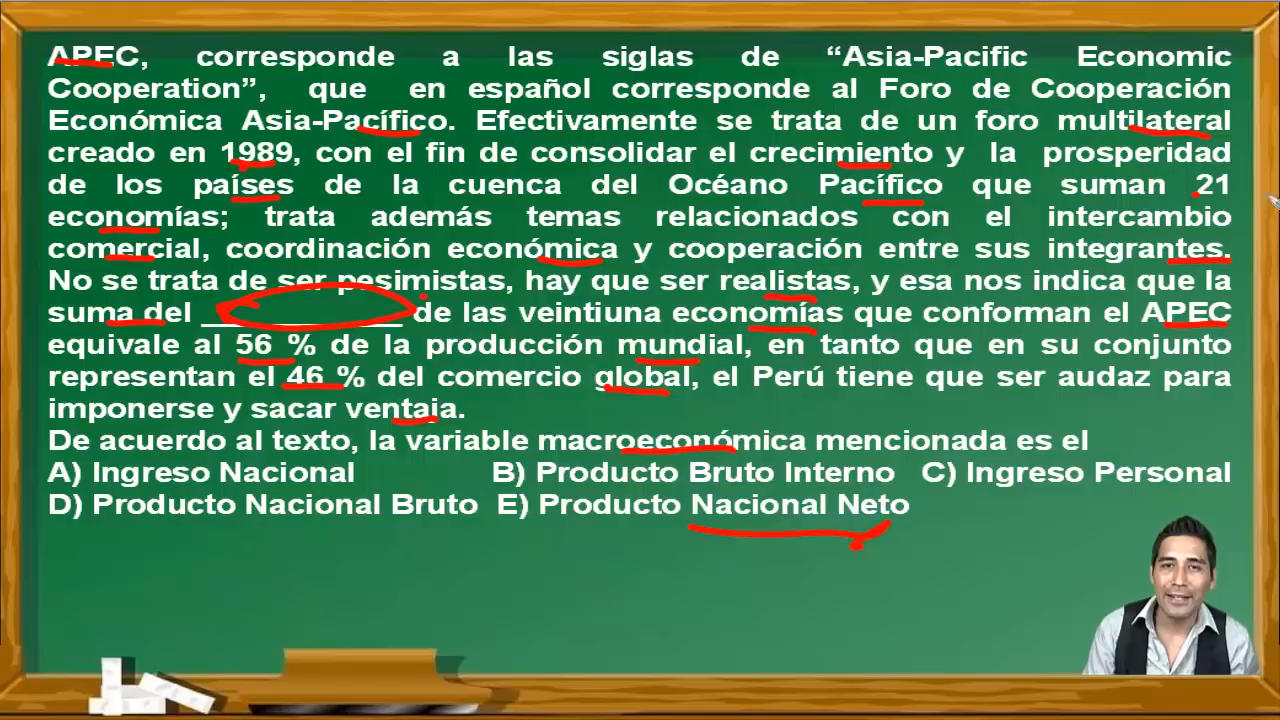 APEC, corresponde a las siglas de “Asia-Pacific Economic
Cooperation”, que en español corresponde al Foro de Cooperación
Económica Asia-Pacífico. Efectivamente se trata de un foro multilateral
creado en 1989, con el fin de consolidar el crecimiento y la prosperidad
de los países de la cuenca del Océano Pacífico que suman 21
economías; trata además temas relacionados con el intercambio
comercial, coordinación económica y cooperación entre sus integrantes.
No se trata de ser pesimistas, hay que ser realistas, y esa nos indica que la
suma del ____________ de las veintiuna economías que conforman el APEC
equivale al 56 % de la producción mundial, en tanto que en su conjunto
representan el 46 % del comercio global, el Perú tiene que ser audaz para
imponerse y sacar ventaja.
De acuerdo al texto, la variable macroeconómica mencionada es el
A) Ingreso Nacional B) Producto Bruto Interno C) Ingreso Personal
D) Producto Nacional Bruto E) Producto Nacional Neto